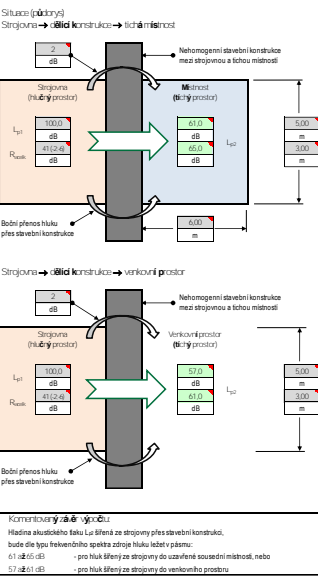 Situace (půdorys)
Strojovna → dělicí konstrukce → tichá místnost
2
dB
Nehomogenní stavební konstrukce
mezi strojovnou a tichou místností
Strojovna
(hlučný prostor)
Místnost
(tichý prostor)
Lp1
100,0
dB
41(-2-6)
dB
61,0
dB
65,0
dB
Lp2
5,00
m
3,00
m
6,00
m
Boční přenos hluku
přes stavební konstrukce
Strojovna → dělicí konstrukce → venkovní prostor
2
dB
Nehomogenní stavební konstrukce
mezi strojovnou a tichou místností
Strojovna
(hlučný prostor)
Venkovní prostor
(tichý prostor)
Lp1
100,0
dB
41(-2-6)
dB
57,0
dB
61,0
dB
Lp2
5,00
m
3,00
m
Boční přenos hluku
přes stavební konstrukce
Komentovaný závěr výpočtu:
Hladina akustického tlaku Lp2 šířená ze strojovny přes stavební konstrukci,
bude dle typu frekvenčního spektra zdroje hluku ležet v pásmu:
61 až 65 dB - pro hluk šířený ze strojovny do uzavřené sousední místnosti, nebo
57 až 61 dB - pro hluk šířený ze strojovny do venkovního prostoru